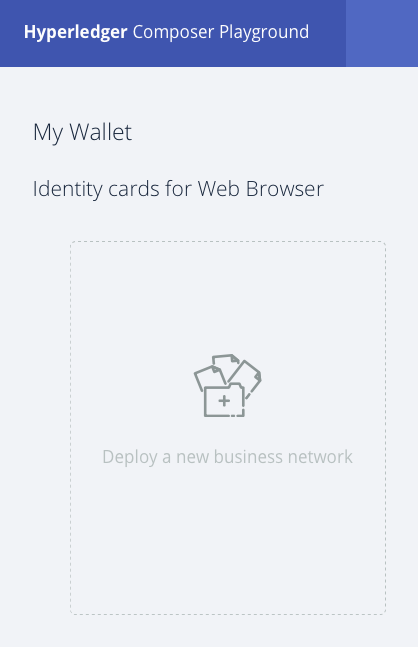 Hyperledger Composer Playground
My Wallet
Identity cards for Web Browser
Deploy a new business network